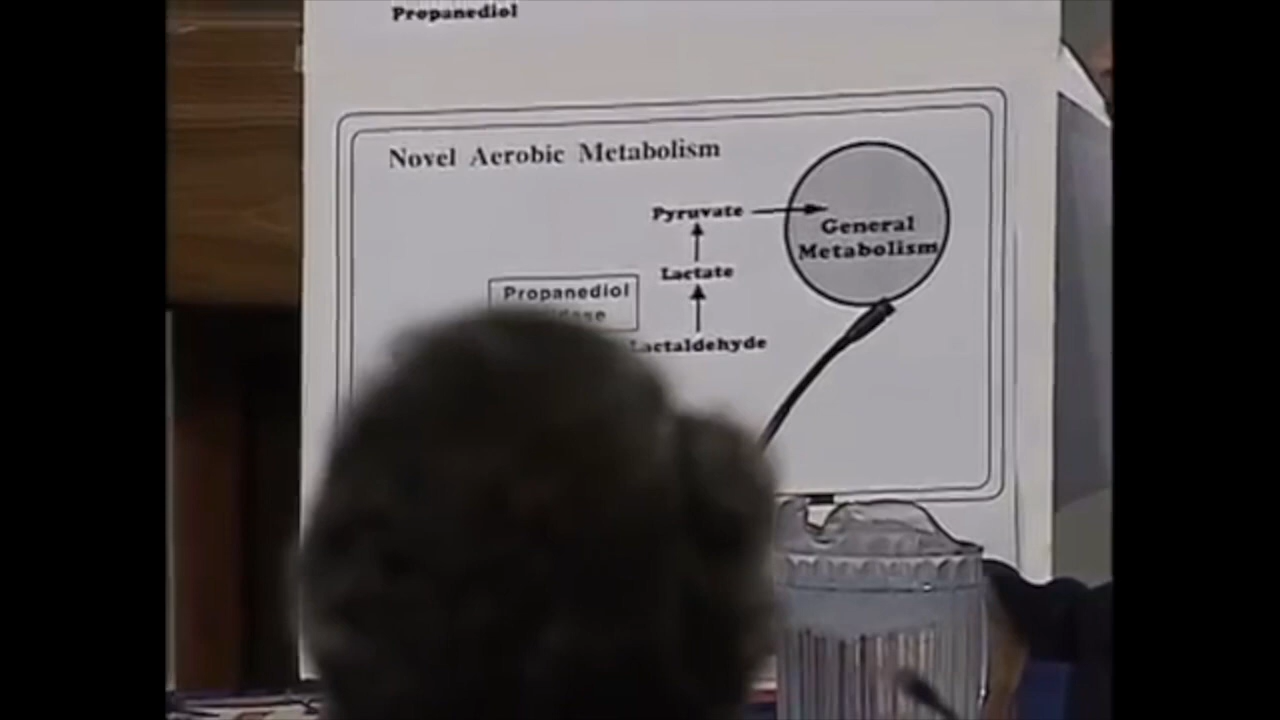 Propanediol
Novel Aerobic Metabolism
Pyruvate
General
Metabolism
Lactate
Propanediol
Lactaldehyde